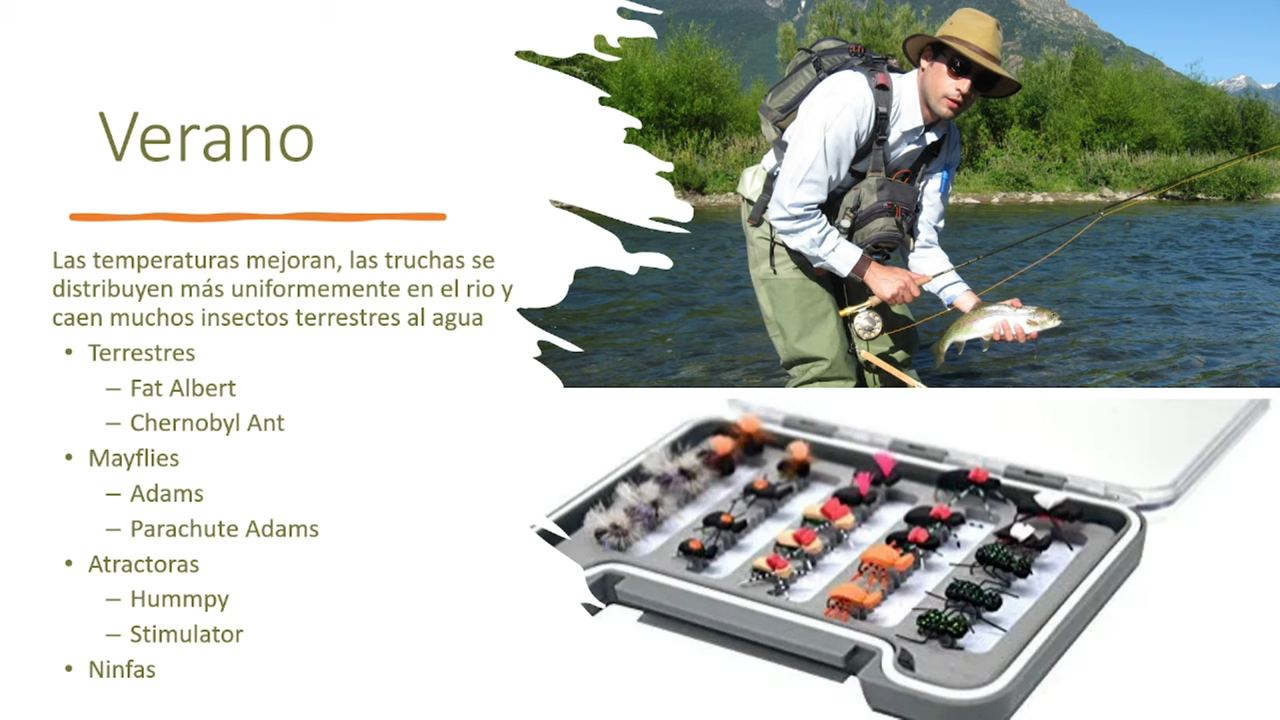 Verano
Las temperaturas mejoran, las truchas se
distribuyen más uniformemente en el rio y
caen muchos insectos terrestres al agua
• Terrestres
– Fat Albert
– Chernobyl Ant
• Mayflies
– Adams
– Parachute Adams
• Atractoras
– Hummpy
– Stimulator
• Ninfas